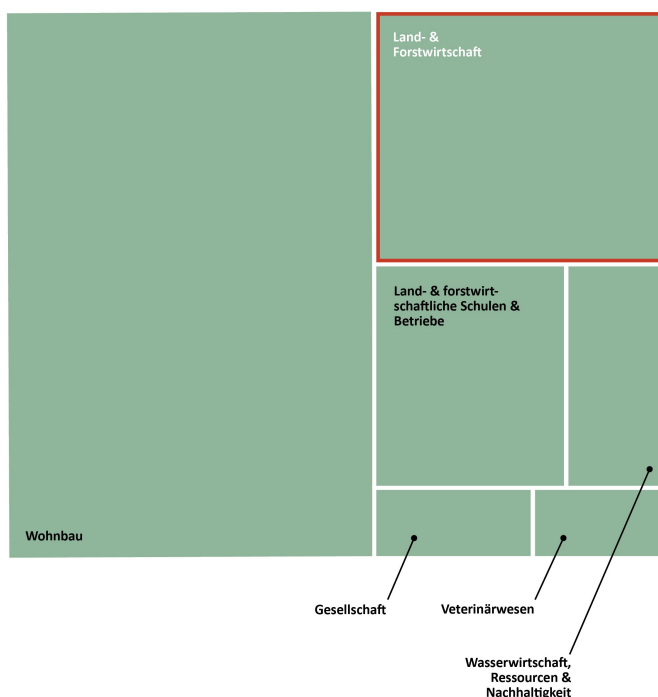 Land- &
Forstwirtschaft
Land- & forstwirt-
schaftliche Schulen &
Betriebe
Wohnbau
Gesellschaft
Veterinärwesen
Wasserwirtschaft,
Ressourcen &
Nachhaltigkeit